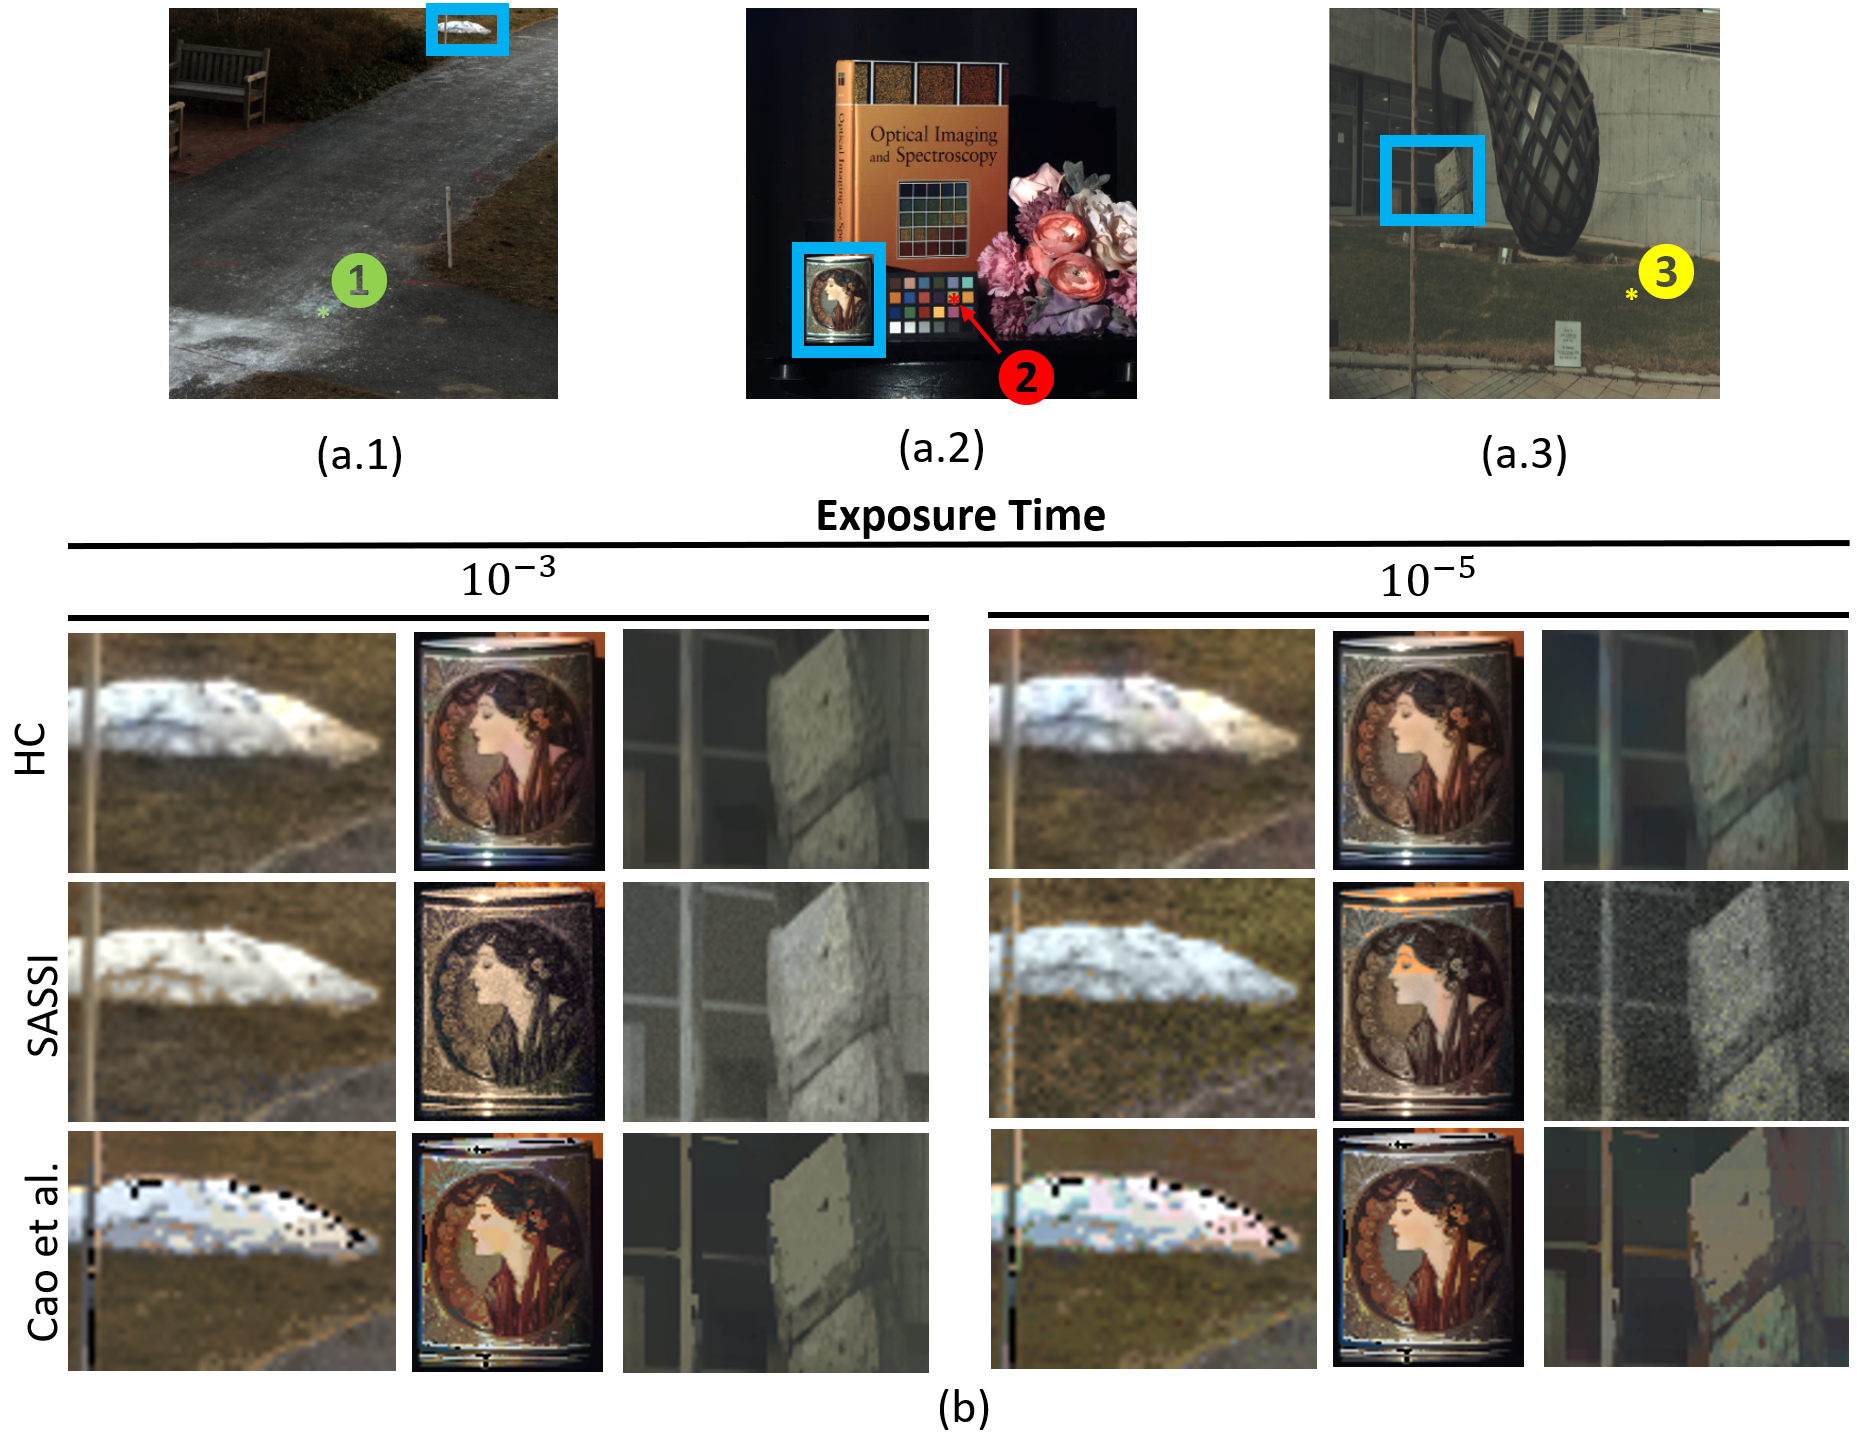 1
Optical Imaging
and Spectroscopy
2
3
*
*
*
(a.1)
(a.2)
(a.3)
Exposure Time
10⁻³
10⁻⁵
HC
SASSI
Cao et al.
(b)